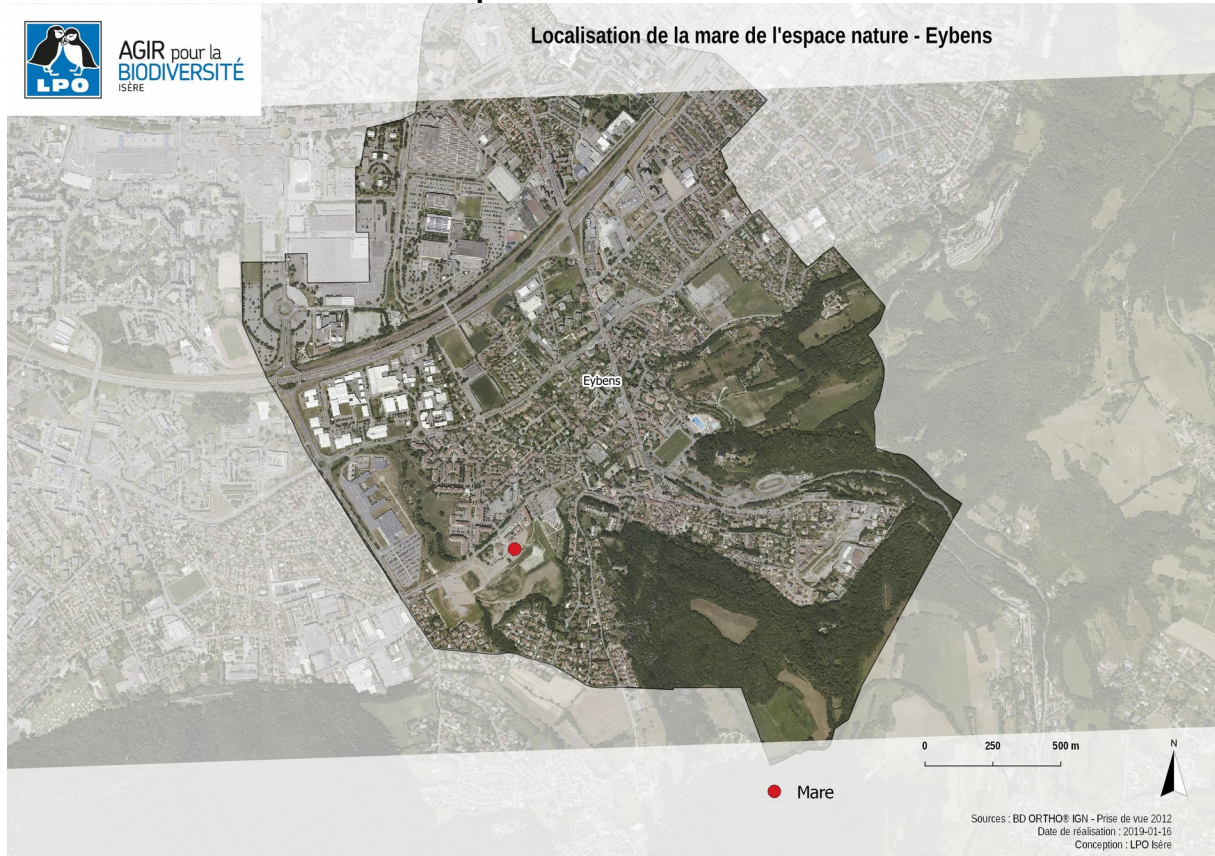 Localisation de la mare de l'espace nature - Eybens
LPO
AGIR pour la
BIODIVERSITÉ
ISÈRE
Eybens
0 250 500 m
N
Mare
Sources : BD ORTHO® IGN - Prise de vue 2012
Date de réalisation : 2019-01-16
Conception : LPO Isère